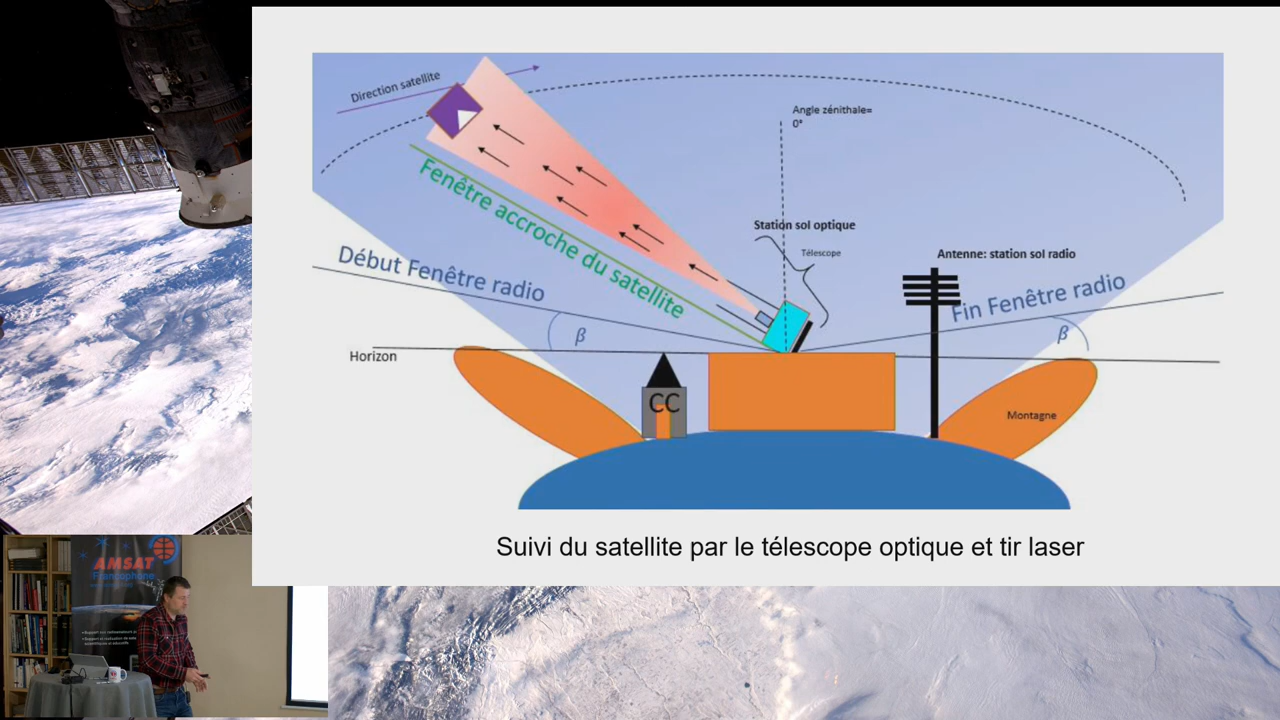 Direction satellite
Angle zénithale=
0°
Fenêtre accroche du satellite
Station sol optique
Télescope
Antenne: station sol radio
Début Fenêtre radio
Fin Fenêtre radio
β
β
Horizon
CC
Montagne
Suivi du satellite par le télescope optique et tir laser
AMSAT
Francophone